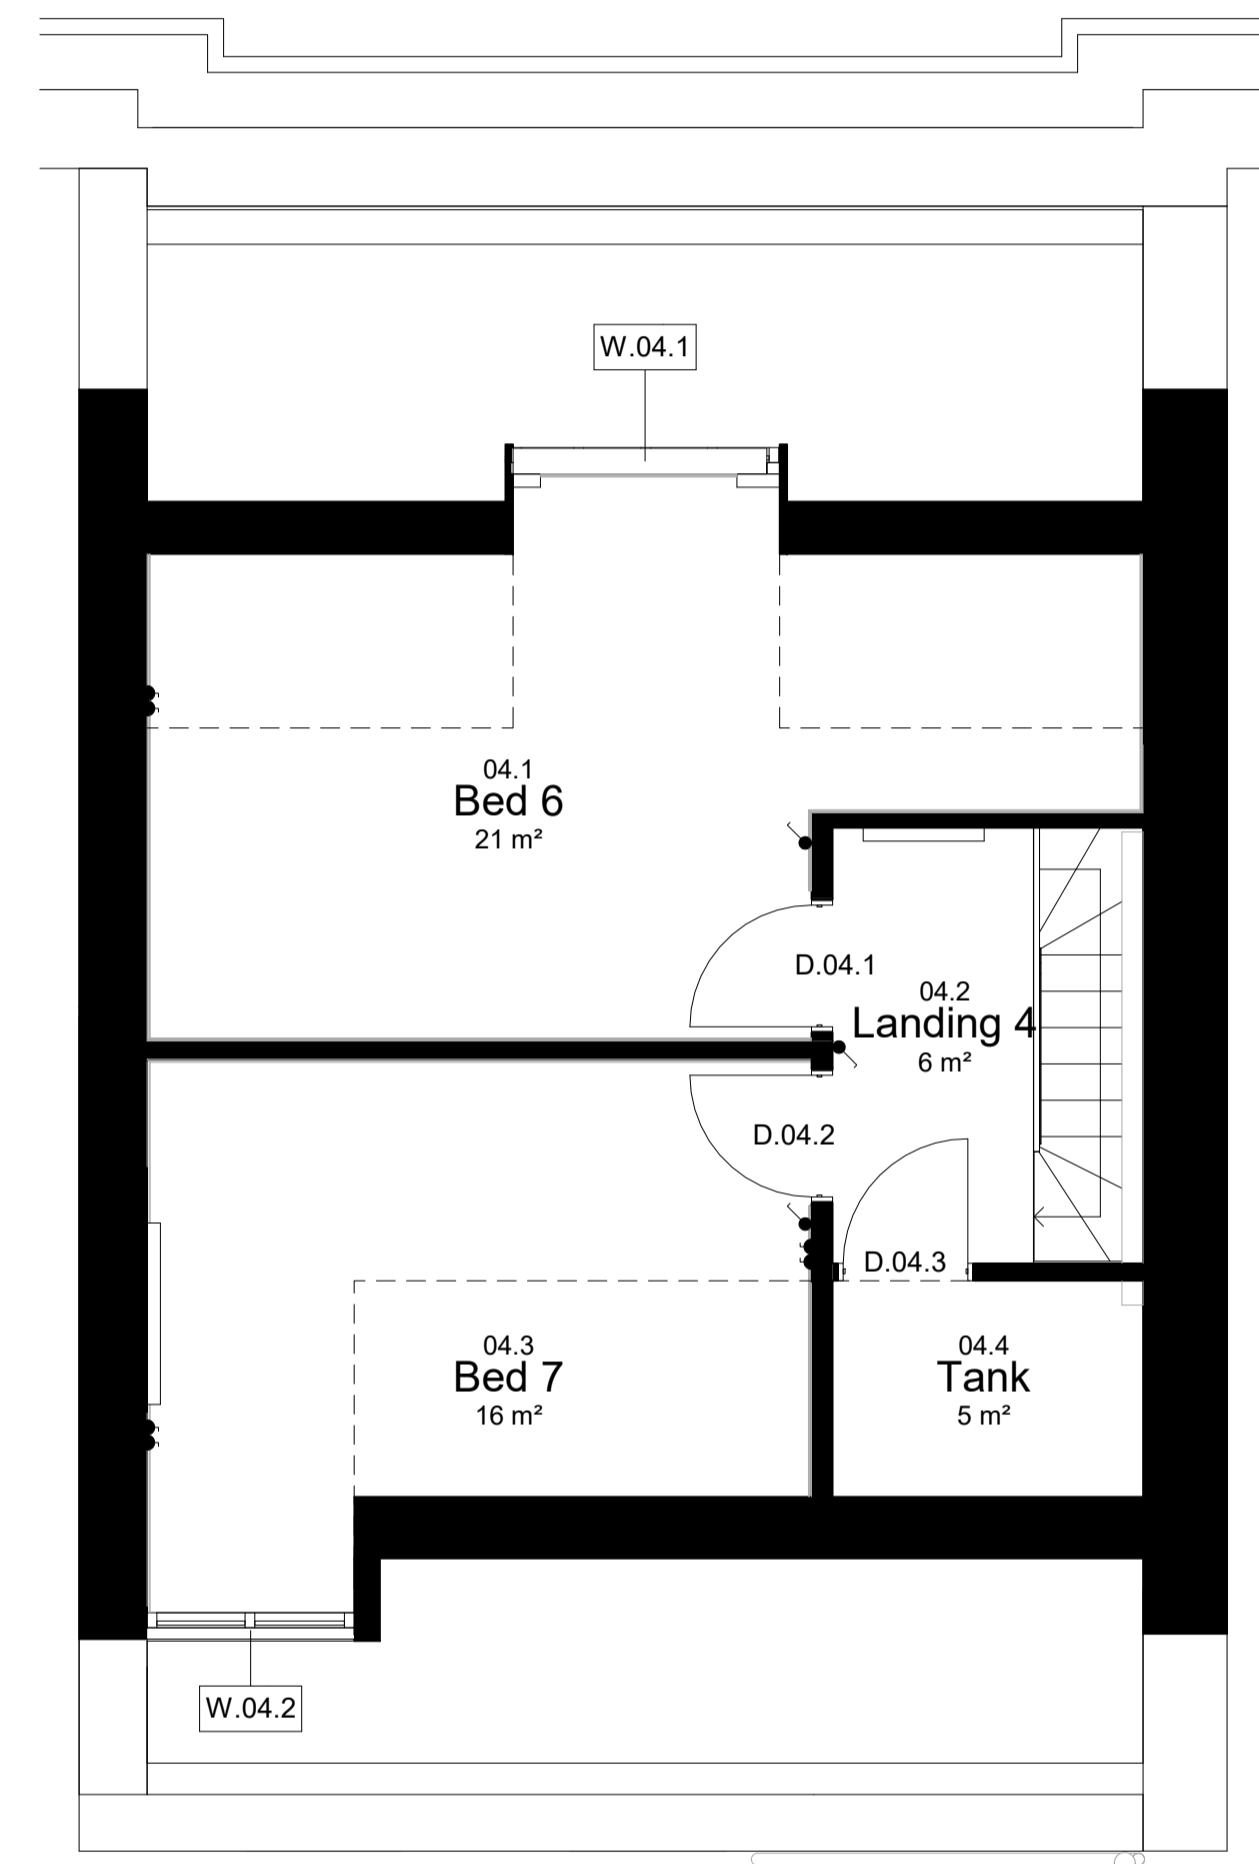 W.04.1
04.1
Bed 6
21 m²
D.04.1
04.2
Landing 4
6 m²
D.04.2
D.04.3
04.3
Bed 7
16 m²
04.4
Tank
5 m²
W.04.2